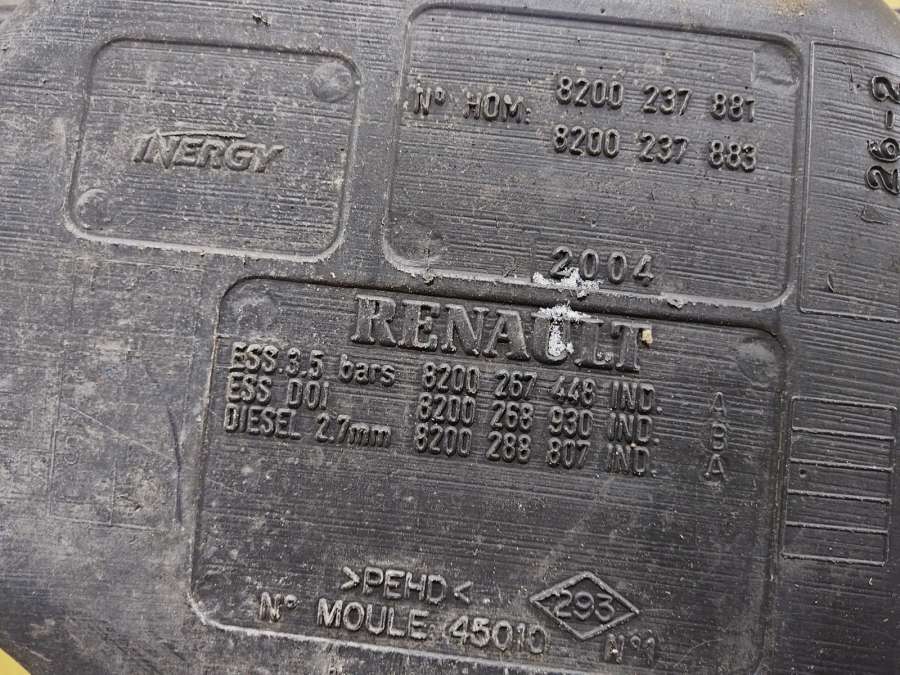 INERGY
N° HOM: 8200 237 881
8200 237 883
26-2
2004
RENAULT
ESS.3,5 bars 8200 267 448 IND. A
ESS DOi 8200 268 930 IND. B
DIESEL 2.7mm 8200 288 807 IND. A
>PEHD<
293
N° MOULE 45010 N°1